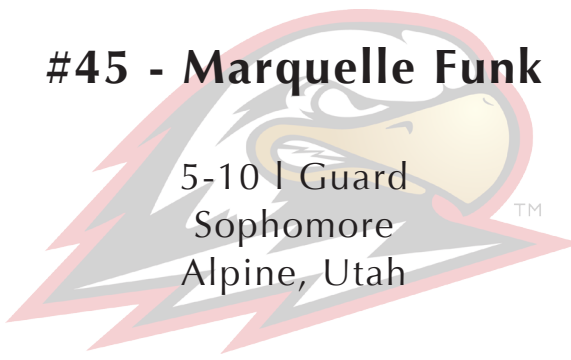 #45 - Marquelle Funk
5-10 l Guard
Sophomore
TM
Alpine, Utah